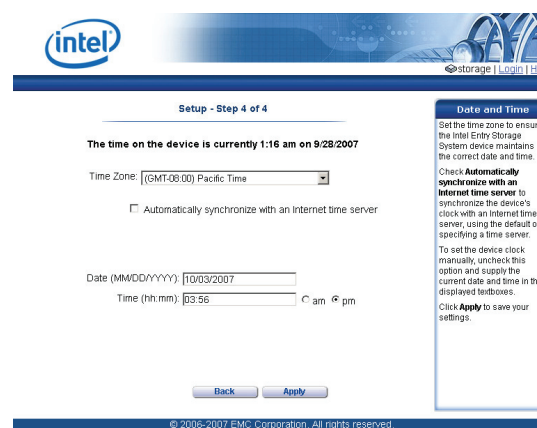 intel
storage | Login | H
Setup - Step 4 of 4
The time on the device is currently 1:16 am on 9/28/2007
Time Zone: (GMT-08:00) Pacific Time
Automatically synchronize with an Internet time server
Date (MM/DD/YYYY): 10/03/2007
Time (hh:mm): 03:56 am pm
Back Apply
Date and Time
Set the time zone to ensur
the Intel Entry Storage
System device maintains
the correct date and time.
Check Automatically
synchronize with an
Internet time server to
synchronize the device's
clock with an Internet time
server, using the default o
specifying a time server.
To set the device clock
manually, uncheck this
option and supply the
current date and time in th
displayed textboxes.
Click Apply to save your
settings.
© 2006-2007 EMC Corporation. All rights reserved.